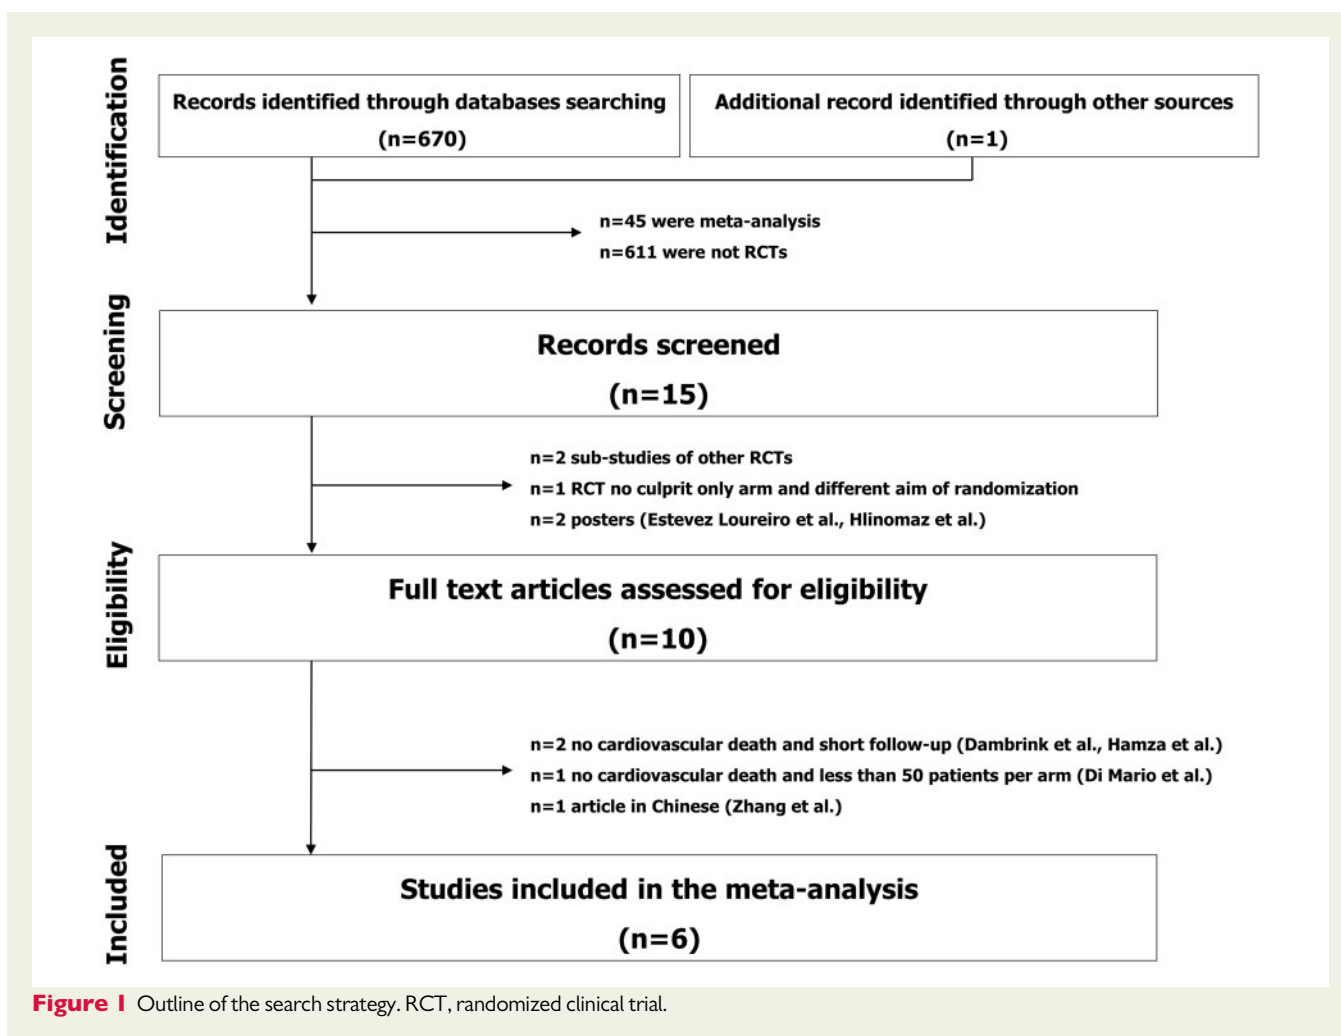 Identification
Records identified through databases searching
(n=670)
Additional record identified through other sources
(n=1)
n=45 were meta-analysis
n=611 were not RCTs
Screening
Records screened
(n=15)
n=2 sub-studies of other RCTs
n=1 RCT no culprit only arm and different aim of randomization
n=2 posters (Estevez Loureiro et al., Hlinomaz et al.)
Eligibility
Full text articles assessed for eligibility
(n=10)
n=2 no cardiovascular death and short follow-up (Dambrink et al., Hamza et al.)
n=1 no cardiovascular death and less than 50 patients per arm (Di Mario et al.)
n=1 article in Chinese (Zhang et al.)
Included
Studies included in the meta-analysis
(n=6)
Figure 1 Outline of the search strategy. RCT, randomized clinical trial.